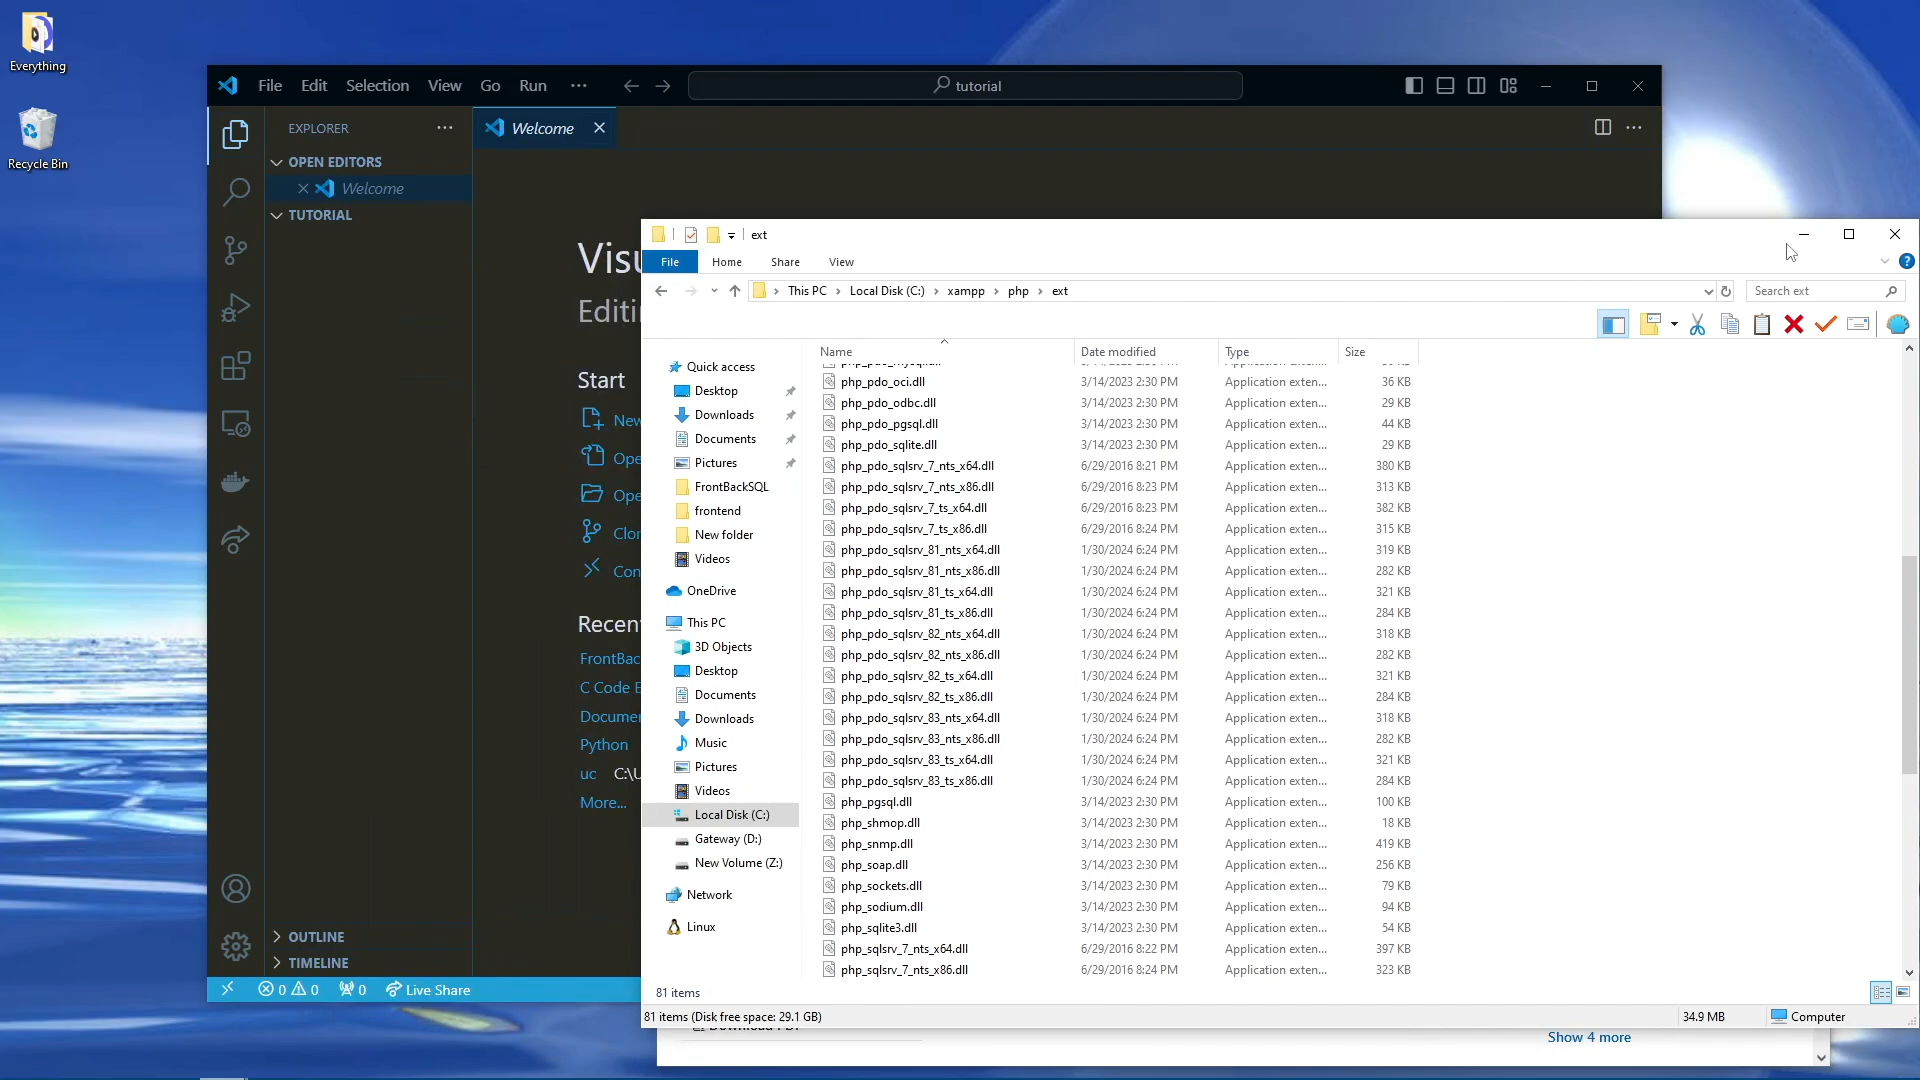 Everything
Recycle Bin
File Edit Selection View Go Run ···
tutorial
EXPLORER
Welcome
OPEN EDITORS
Welcome
TUTORIAL
OUTLINE
TIMELINE
0 0 0 Live Share
Start
Recen
FrontBac
C Code E
Documen
Python
uc C:\U
More...
ext
File Home Share View
This PC Local Disk (C:) xampp php ext
Search ext
Quick access
Desktop
Downloads
Documents
Pictures
FrontBackSQL
frontend
New folder
Videos
OneDrive
This PC
3D Objects
Desktop
Documents
Downloads
Music
Pictures
Videos
Local Disk (C:)
Gateway (D:)
New Volume (Z:)
Network
Linux
Name Date modified Type Size
php_pdo_oci.dll 3/14/2023 2:30 PM Application exten... 36 KB
php_pdo_odbc.dll 3/14/2023 2:30 PM Application exten... 29 KB
php_pdo_pgsql.dll 3/14/2023 2:30 PM Application exten... 44 KB
php_pdo_sqlite.dll 3/14/2023 2:30 PM Application exten... 29 KB
php_pdo_sqlsrv_7_nts_x64.dll 6/29/2016 8:21 PM Application exten... 380 KB
php_pdo_sqlsrv_7_nts_x86.dll 6/29/2016 8:23 PM Application exten... 313 KB
php_pdo_sqlsrv_7_ts_x64.dll 6/29/2016 8:23 PM Application exten... 382 KB
php_pdo_sqlsrv_7_ts_x86.dll 6/29/2016 8:24 PM Application exten... 315 KB
php_pdo_sqlsrv_81_nts_x64.dll 1/30/2024 6:24 PM Application exten... 319 KB
php_pdo_sqlsrv_81_nts_x86.dll 1/30/2024 6:24 PM Application exten... 282 KB
php_pdo_sqlsrv_81_ts_x64.dll 1/30/2024 6:24 PM Application exten... 321 KB
php_pdo_sqlsrv_81_ts_x86.dll 1/30/2024 6:24 PM Application exten... 284 KB
php_pdo_sqlsrv_82_nts_x64.dll 1/30/2024 6:24 PM Application exten... 318 KB
php_pdo_sqlsrv_82_nts_x86.dll 1/30/2024 6:24 PM Application exten... 282 KB
php_pdo_sqlsrv_82_ts_x64.dll 1/30/2024 6:24 PM Application exten... 321 KB
php_pdo_sqlsrv_82_ts_x86.dll 1/30/2024 6:24 PM Application exten... 284 KB
php_pdo_sqlsrv_83_nts_x64.dll 1/30/2024 6:24 PM Application exten... 318 KB
php_pdo_sqlsrv_83_nts_x86.dll 1/30/2024 6:24 PM Application exten... 282 KB
php_pdo_sqlsrv_83_ts_x64.dll 1/30/2024 6:24 PM Application exten... 321 KB
php_pdo_sqlsrv_83_ts_x86.dll 1/30/2024 6:24 PM Application exten... 284 KB
php_pgsql.dll 3/14/2023 2:30 PM Application exten... 100 KB
php_shmop.dll 3/14/2023 2:30 PM Application exten... 18 KB
php_snmp.dll 3/14/2023 2:30 PM Application exten... 419 KB
php_soap.dll 3/14/2023 2:30 PM Application exten... 256 KB
php_sockets.dll 3/14/2023 2:30 PM Application exten... 79 KB
php_sodium.dll 3/14/2023 2:30 PM Application exten... 94 KB
php_sqlite3.dll 3/14/2023 2:30 PM Application exten... 54 KB
php_sqlsrv_7_nts_x64.dll 6/29/2016 8:22 PM Application exten... 397 KB
php_sqlsrv_7_nts_x86.dll 6/29/2016 8:24 PM Application exten... 323 KB
81 items
81 items (Disk free space: 29.1 GB) 34.9 MB Computer
Show 4 more